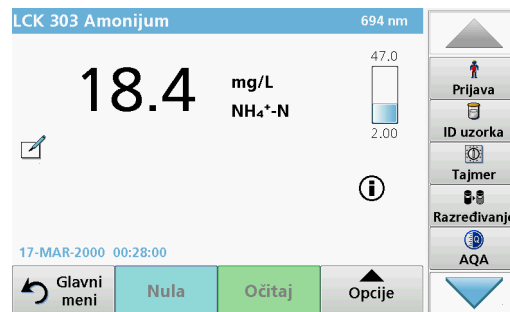 LCK 303 Amonijum 694 nm
47.0
18.4 mg/L
NH₄⁺-N
2.00
17-MAR-2000 00:28:00
Glavni meni
Nula
Očitaj
Opcije
Prijava
ID uzorka
Tajmer
Razređivanje
AQA